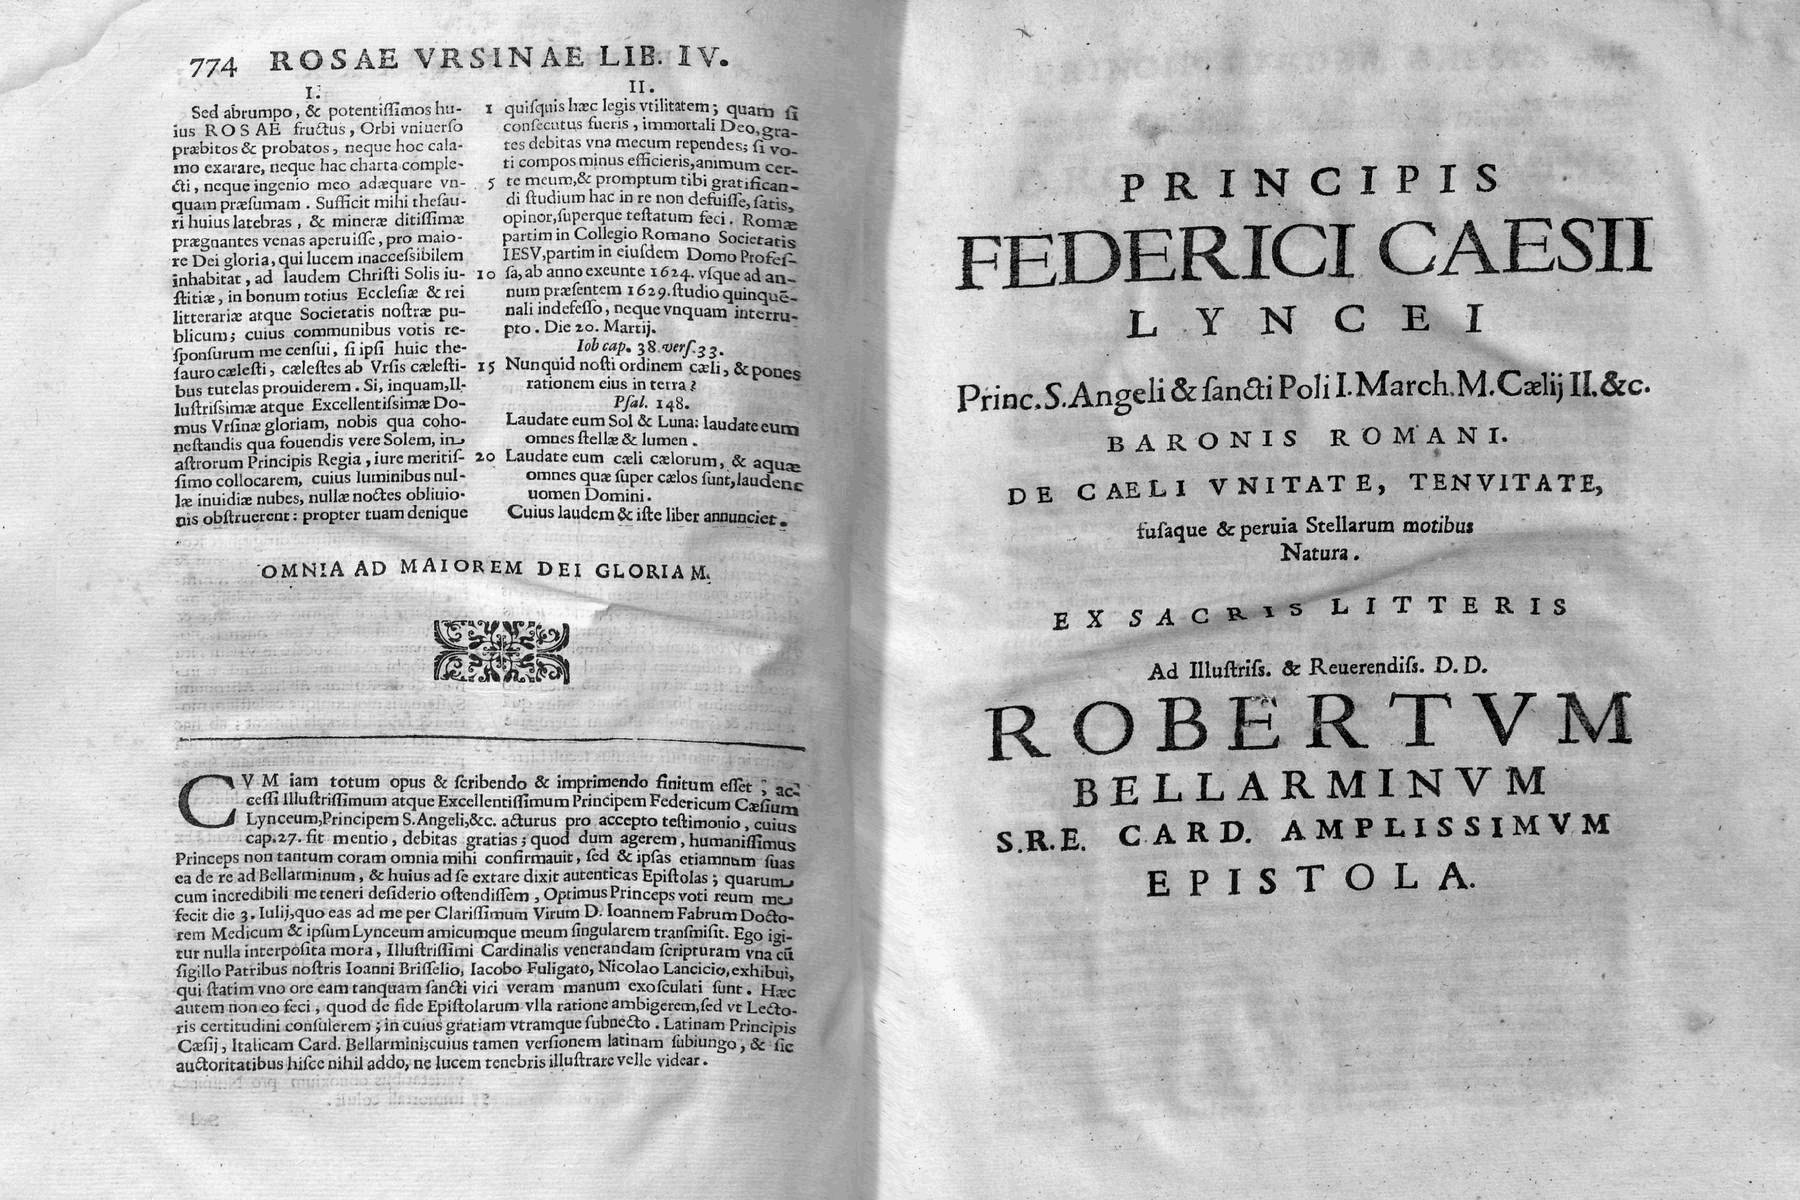 774 ROSAE VRSINAE LIB. IV.
I.
Sed abrumpo, & potentiſſimos hu-
ius ROSAE fructus, Orbi vniuerſo
præbitos & probatos, neque hoc cala-
mo exarare, neque hac charta comple-
cti, neque ingenio meo adæquare vn-
quam præſumam. Sufficit mihi theſau-
ri huius latebras, & mineræ ditiſſimæ
prægnantes venas aperuiſſe, pro maio-
re Dei gloria, qui lucem inacceſſibilem
inhabitat, ad laudem Chriſti Solis iu-
ſtitiæ, in bonum totius Eccleſiæ & rei
litterariæ atque Societatis noſtræ pu-
blicum; cuius communibus votis re-
ſponſurum me cenſui, ſi ipſi huic the-
ſauro cæleſti, cæleſtes ab Vrſis cæleſti-
bus tutelas prouiderem. Si, inquam, Il-
luſtriſſimæ atque Excellentiſſimæ Do-
mus Vrſinæ gloriam, nobis qua coho-
neſtandis qua fouendis vere Solem, in
aſtrorum Principis Regia, iure meritiſ-
ſimo collocarem, cuius luminibus nul-
læ inuidiæ nubes, nullæ noctes obliuio-
nis obſtruerent: propter tuam denique
II.
1 quiſquis hæc legis vtilitatem; quam ſi
conſecutus fueris, immortali Deo, gra-
tes debitas vna mecum rependes; ſi vo-
ti compos minus efficieris, animum cer-
5 te meum, & promptum tibi gratifican-
di ſtudium hac in re non defuiſſe, ſatis,
opinor, ſuperque teſtatum feci. Romæ
partim in Collegio Romano Societatis
IESV, partim in eiuſdem Domo Profeſ-
10 ſa, ab anno exeunte 1624. vſque ad an-
num præſentem 1629. ſtudio quinquē-
nali indefeſſo, neque vnquam interru-
pto. Die 20. Martij.
Iob cap. 38. verſ. 33.
15 Nunquid noſti ordinem cæli, & pones
rationem eius in terra?
Pſal. 148.
Laudate eum Sol & Luna: laudate eum
omnes ſtellæ & lumen.
20 Laudate eum cæli cælorum, & aquæ
omnes quæ ſuper cælos ſunt, laudent
nomen Domini.
Cuius laudem & iſte liber annunciet.
OMNIA AD MAIOREM DEI GLORIAM.
CVM iam totum opus & ſcribendo & imprimendo finitum eſſet; ac-
ceſſi Illuſtriſſimum atque Excellentiſſimum Principem Federicum Cæſium
Lynceum, Principem S. Angeli, &c. acturus pro accepto teſtimonio, cuius
cap. 27. fit mentio, debitas gratias; quod dum agerem, humaniſſimus
Princeps non tantum coram omnia mihi confirmauit, ſed & ipſas etiamnum ſuas
ea de re ad Bellarminum, & huius ad ſe extare dixit autenticas Epiſtolas; quarum
cum incredibili me teneri deſiderio oſtendiſſem, Optimus Princeps voti reum me
fecit die 3. Iulij, quo eas ad me per Clariſſimum Virum D. Ioannem Fabrum Docto-
rem Medicum & ipſum Lynceum amicumque meum ſingularem tranſmiſit. Ego igi-
tur nulla interpoſita mora, Illuſtriſſimi Cardinalis venerandam ſcripturam vna cū
ſigillo Patribus noſtris Ioanni Briſſelio, Iacobo Fuligato, Nicolao Lancicio, exhibui,
qui ſtatim vno ore eam tanquam ſancti viri veram manum exoſculati ſunt. Hæc
autem non eo feci, quod de fide Epiſtolarum vlla ratione ambigerem, ſed vt Lecto-
ris certitudini conſulerem; in cuius gratiam vtramque ſubnecto. Latinam Principis
Cæſij, Italicam Card. Bellarmini; cuius tamen verſionem latinam ſubiungo, & ſic
auctoritatibus hiſce nihil addo, ne lucem tenebris illuſtrare velle videar.
PRINCIPIS
FEDERICI CAESII
LYNCEI
Princ. S. Angeli & ſancti Poli I. March. M. Cælij II. &c.
BARONIS ROMANI.
DE CAELI VNITATE, TENVITATE,
fuſaque & peruia Stellarum motibus
Natura.
EX SACRIS LITTERIS
Ad Illuſtriſs. & Reuerendiſs. D. D.
ROBERTVM
BELLARMINVM
S.R.E. CARD. AMPLISSIMVM
EPISTOLA.